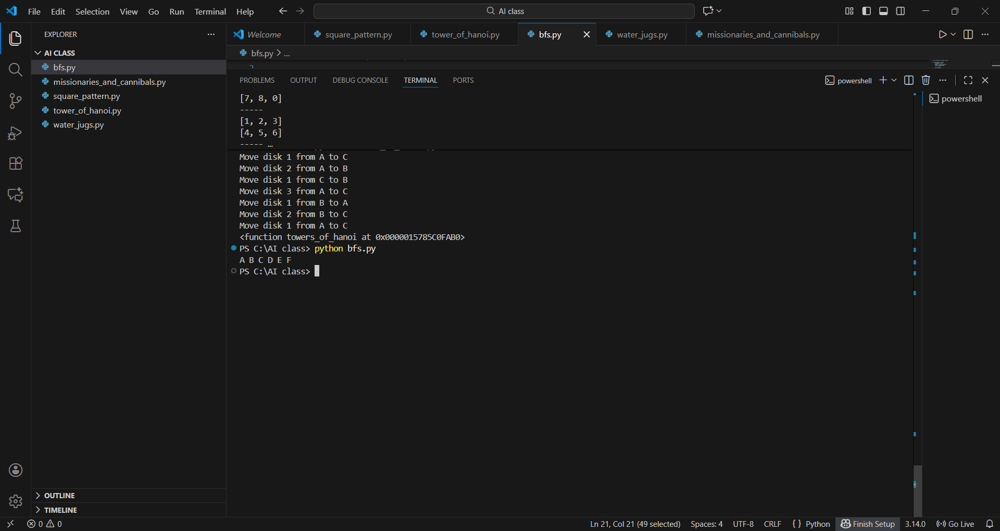 File Edit Selection View Go Run Terminal Help AI class
EXPLORER
Welcome square_pattern.py tower_of_hanoi.py bfs.py water_jugs.py missionaries_and_cannibals.py
AI CLASS
bfs.py > ...
bfs.py
missionaries_and_cannibals.py
square_pattern.py
tower_of_hanoi.py
water_jugs.py
PROBLEMS OUTPUT DEBUG CONSOLE TERMINAL PORTS powershell
powershell
[7, 8, 0]
-----
[1, 2, 3]
[4, 5, 6]
----- …
Move disk 1 from A to C
Move disk 2 from A to B
Move disk 1 from C to B
Move disk 3 from A to C
Move disk 1 from B to A
Move disk 2 from B to C
Move disk 1 from A to C
<function towers_of_hanoi at 0x0000015785C0FAB0>
PS C:\AI class> python bfs.py
A B C D E F
PS C:\AI class>
OUTLINE
TIMELINE
0 0 Ln 21, Col 21 (49 selected) Spaces: 4 UTF-8 CRLF { } Python Finish Setup 3.14.0 Go Live